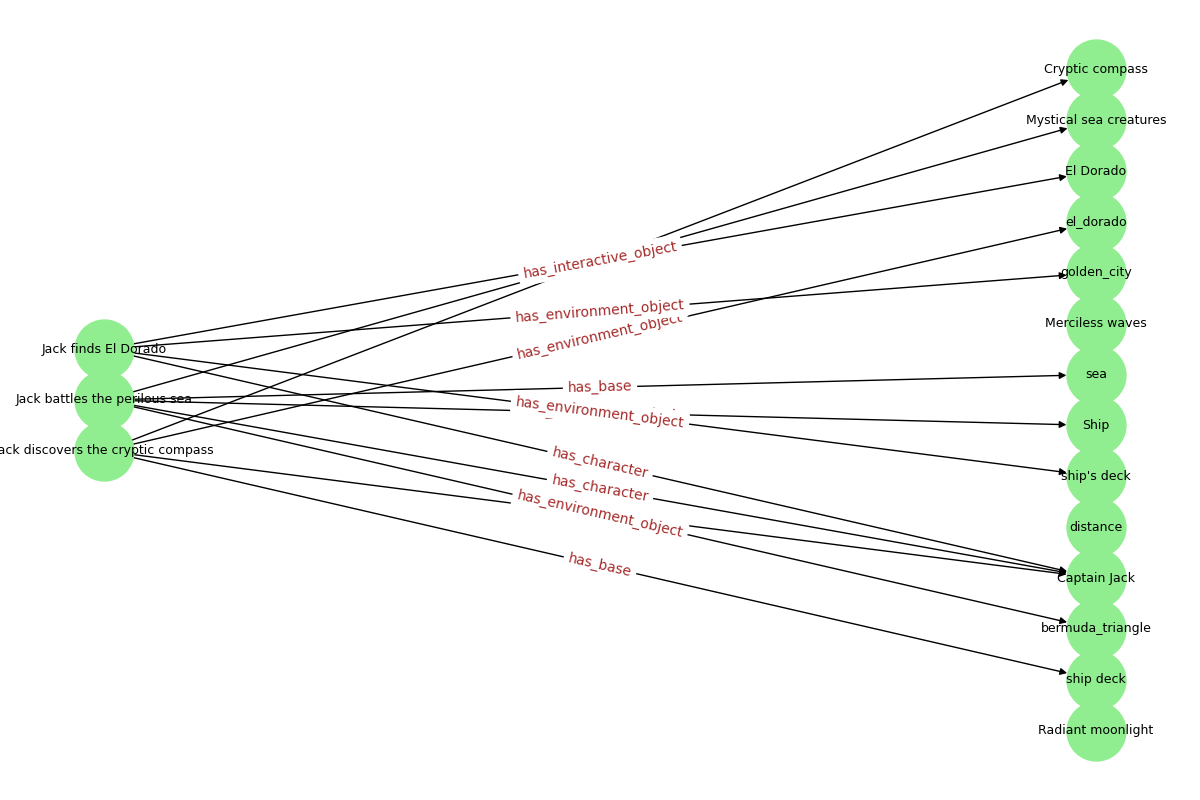 Cryptic compass
Mystical sea creatures
El Dorado
el_dorado
golden_city
Merciless waves
sea
Ship
ship's deck
distance
Captain Jack
bermuda_triangle
ship deck
Radiant moonlight
Jack finds El Dorado
Jack battles the perilous sea
ack discovers the cryptic compass
has_interactive_object
has_environment_object
has_environment_object
has_base
has_environment_object
has_character
has_character
has_environment_object
has_base